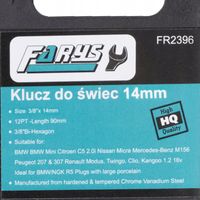 FORYS
FR2396
Klucz do świec 14mm
Size: 3/8"x 14mm
12PT -Length 90mm
3/8"Bi-Hexagon
Suitable for:
High
HQ
QUALITY
BMW BMW Mini Citroen C5 2.0i Nissan Micra Mercedes-Benz M156
Peugeot 207 & 307 Renault Modus, Twingo, Clio, Kangoo 1.2 16v
Ideal for BMW/NGK R5 Plugs with large porcelain
Manufactured from hardened & tempered Chrome Vanadium Steel